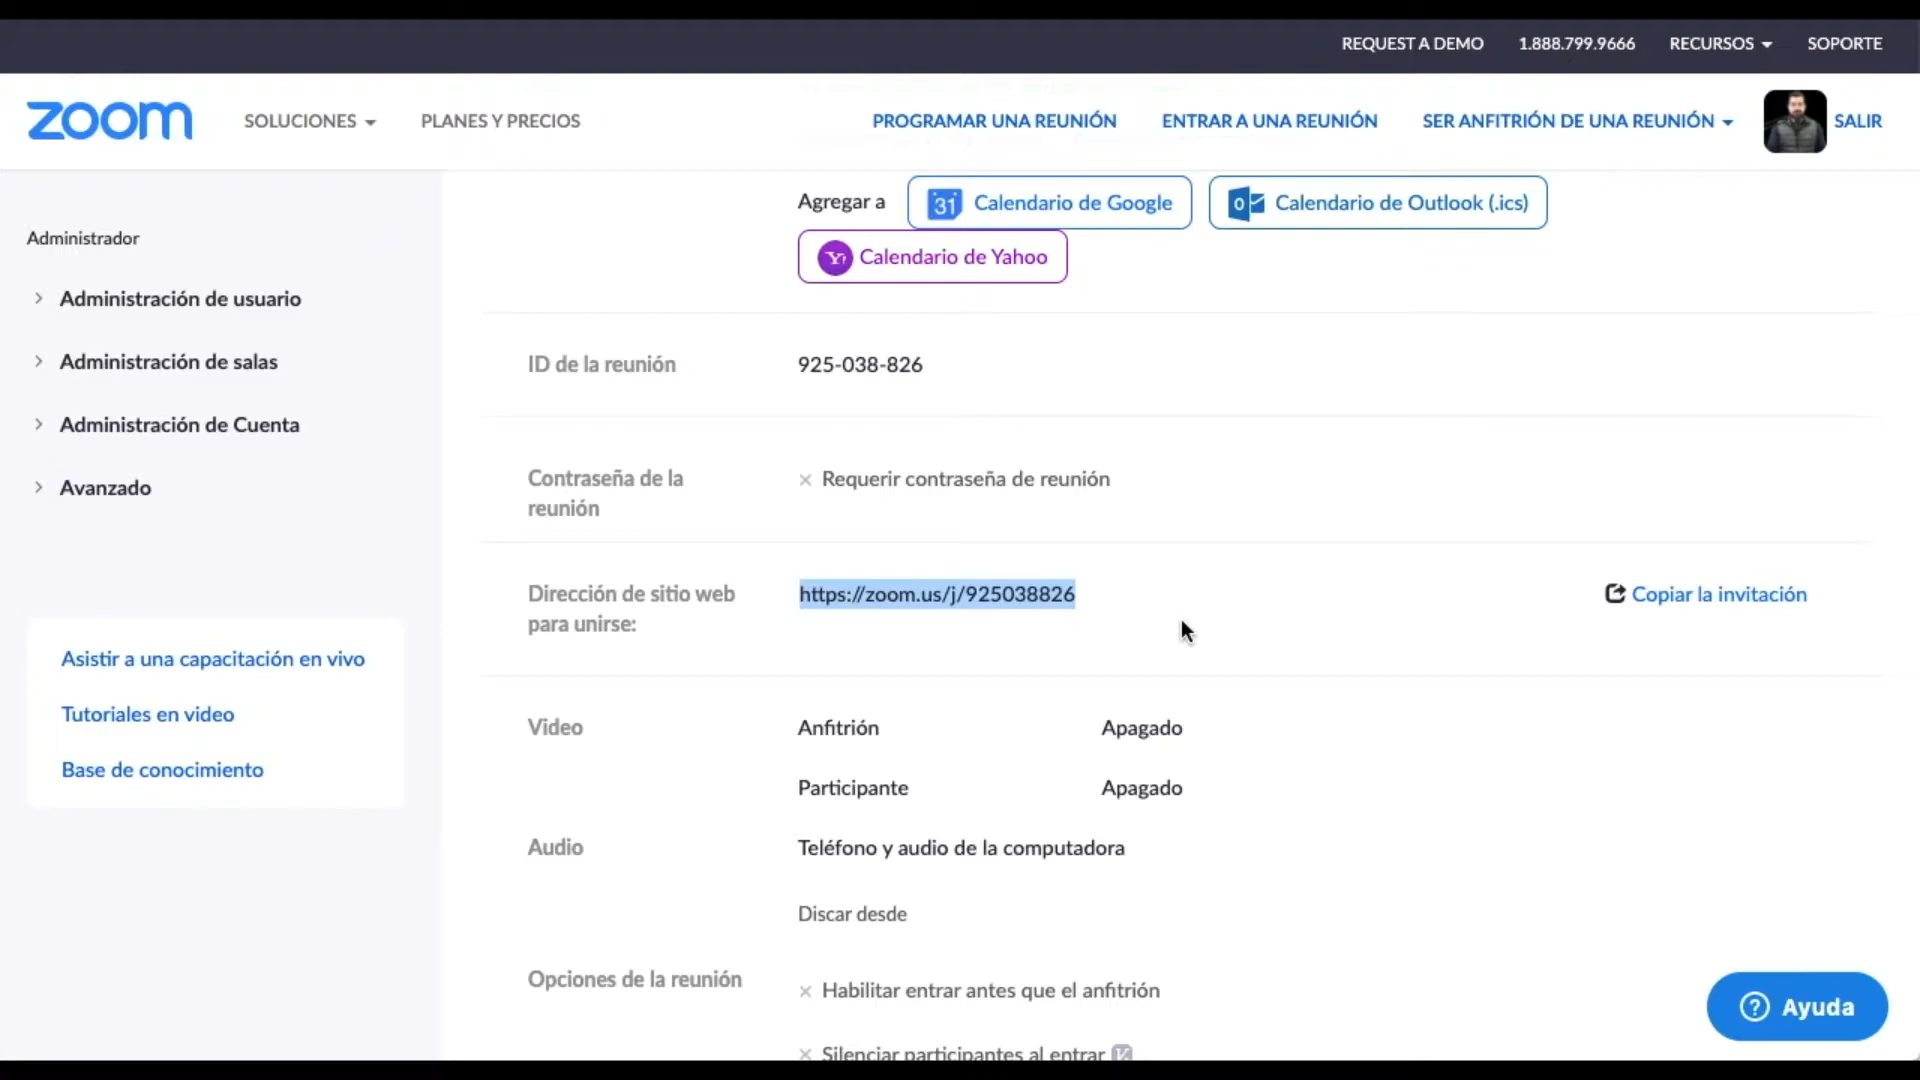 REQUEST A DEMO 1.888.799.9666 RECURSOS SOPORTE
zoom SOLUCIONES PLANES Y PRECIOS PROGRAMAR UNA REUNIÓN ENTRAR A UNA REUNIÓN SER ANFITRIÓN DE UNA REUNIÓN SALIR
Administrador
Administración de usuario
Administración de salas
Administración de Cuenta
Avanzado
Asistir a una capacitación en vivo
Tutoriales en video
Base de conocimiento
Agregar a 31 Calendario de Google Calendario de Outlook (.ics)
Calendario de Yahoo
ID de la reunión 925-038-826
Contraseña de la
reunión
Requerir contraseña de reunión
Dirección de sitio web
para unirse:
https://zoom.us/j/925038826 Copiar la invitación
Video Anfitrión Apagado
Participante Apagado
Audio Teléfono y audio de la computadora
Discar desde
Opciones de la reunión Habilitar entrar antes que el anfitrión
Silenciar participantes al entrar
Ayuda